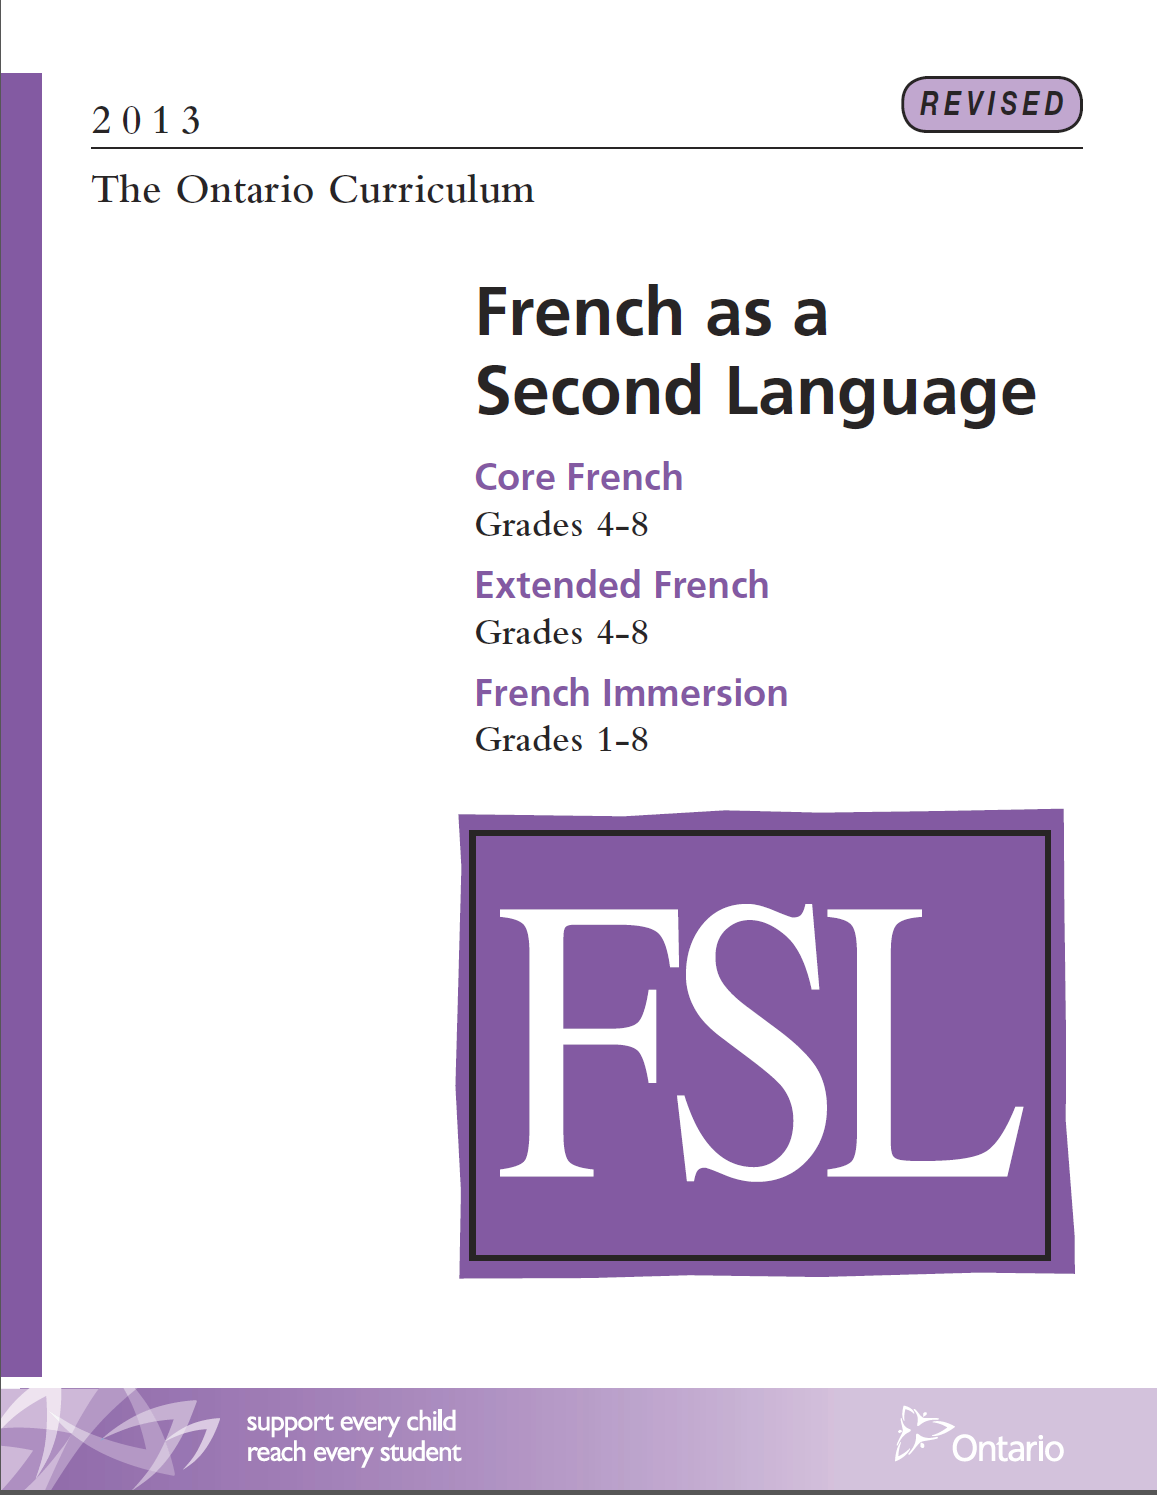 2013
REVISED
The Ontario Curriculum
French as a
Second Language
Core French
Grades 4–8
Extended French
Grades 4–8
French Immersion
Grades 1–8
FSL
support every child
reach every student
Ontario